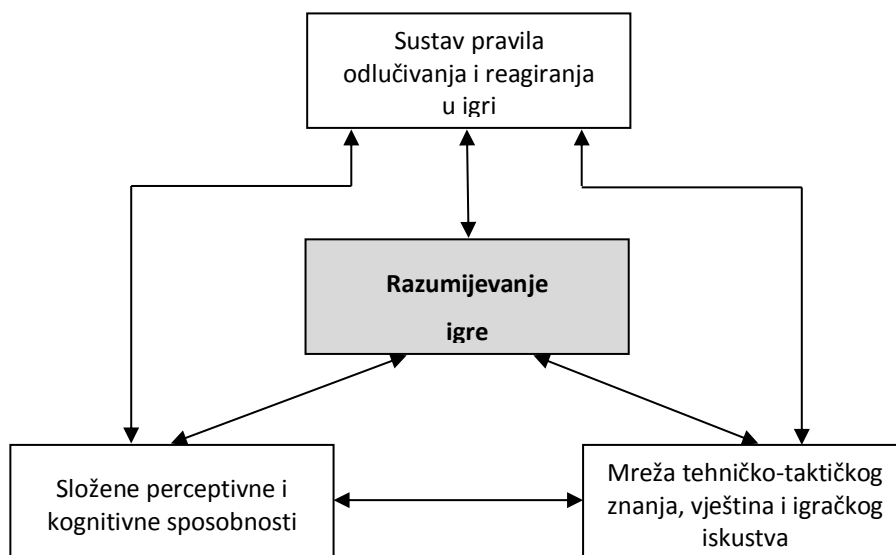 Sustav pravila
odlučivanja i reagiranja
u igri
Razumijevanje
igre
Složene perceptivne i
kognitivne sposobnosti
Mreža tehničko-taktičkog
znanja, vještina i igračkog
iskustva